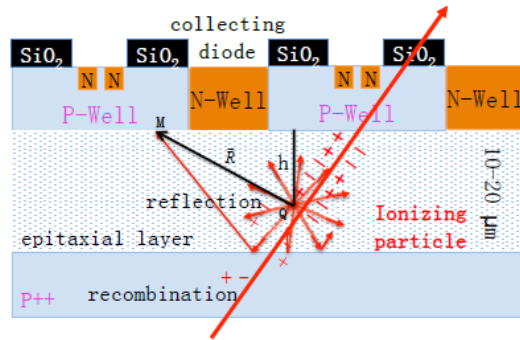 collecting
diode
SiO₂
SiO₂
SiO₂
SiO₂
N N
N N
P-Well
N-Well
P-Well
N-Well
M
R̄
h
reflection
Q
Ionizing
particle
10-20 μm
epitaxial layer
+ -
recombination
P++